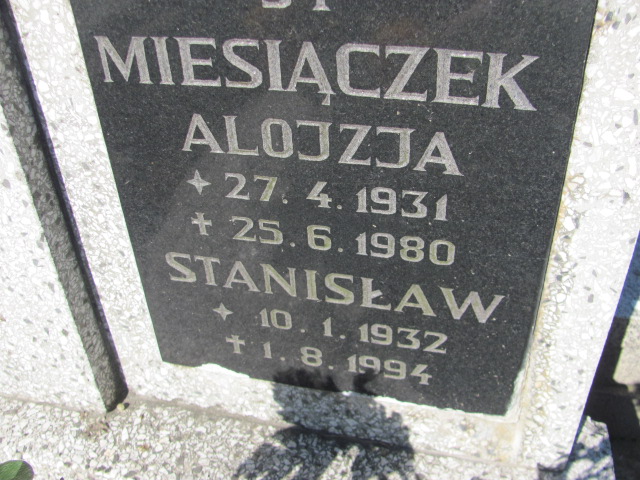 MIESIĄCZEK
ALOJZJA
✦ 27. 4. 1931
✝ 25. 6. 1980
STANISŁAW
✦ 10. 1. 1932
✝ 1. 8. 1994